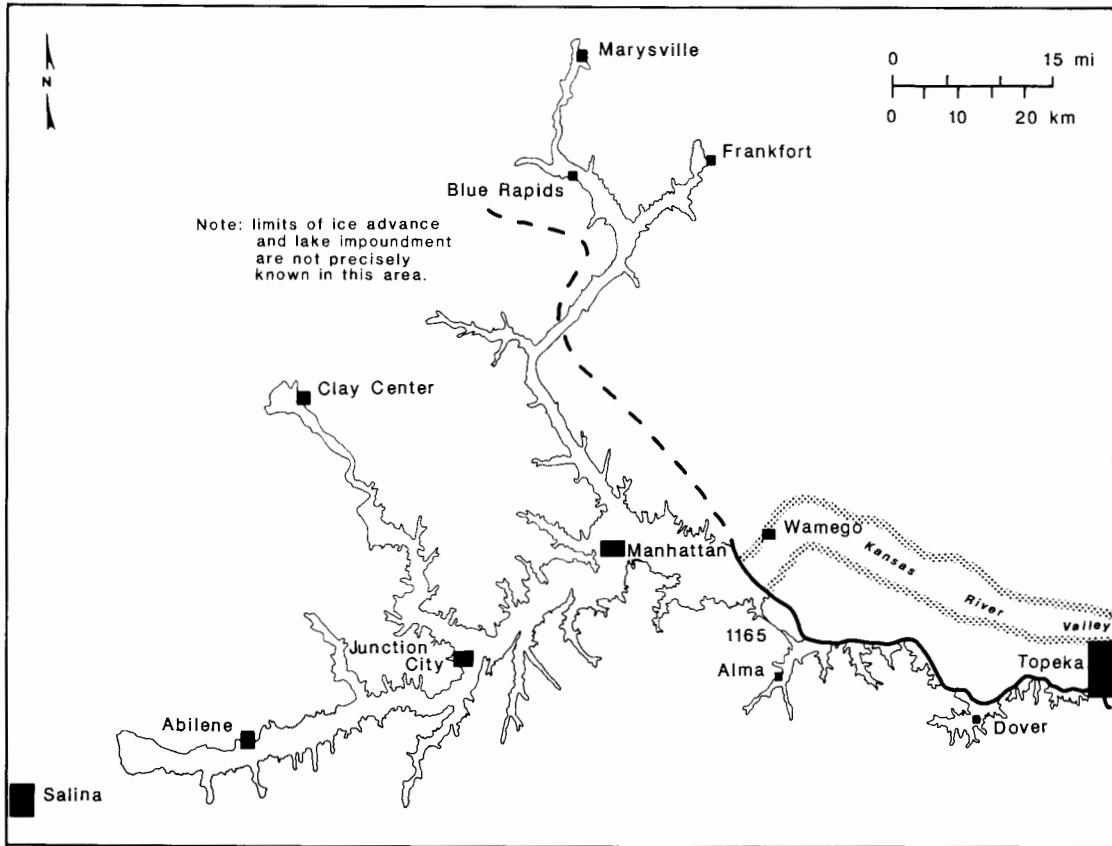 Marysville
0 15 mi
N
0 10 20 km
Frankfort
Blue Rapids
Note: limits of ice advance
and lake impoundment
are not precisely
known in this area.
Clay Center
Wamego
Kansas
Manhattan
River
Valley
1165
Junction
City
Topeka
Alma
Abilene
Dover
Salina